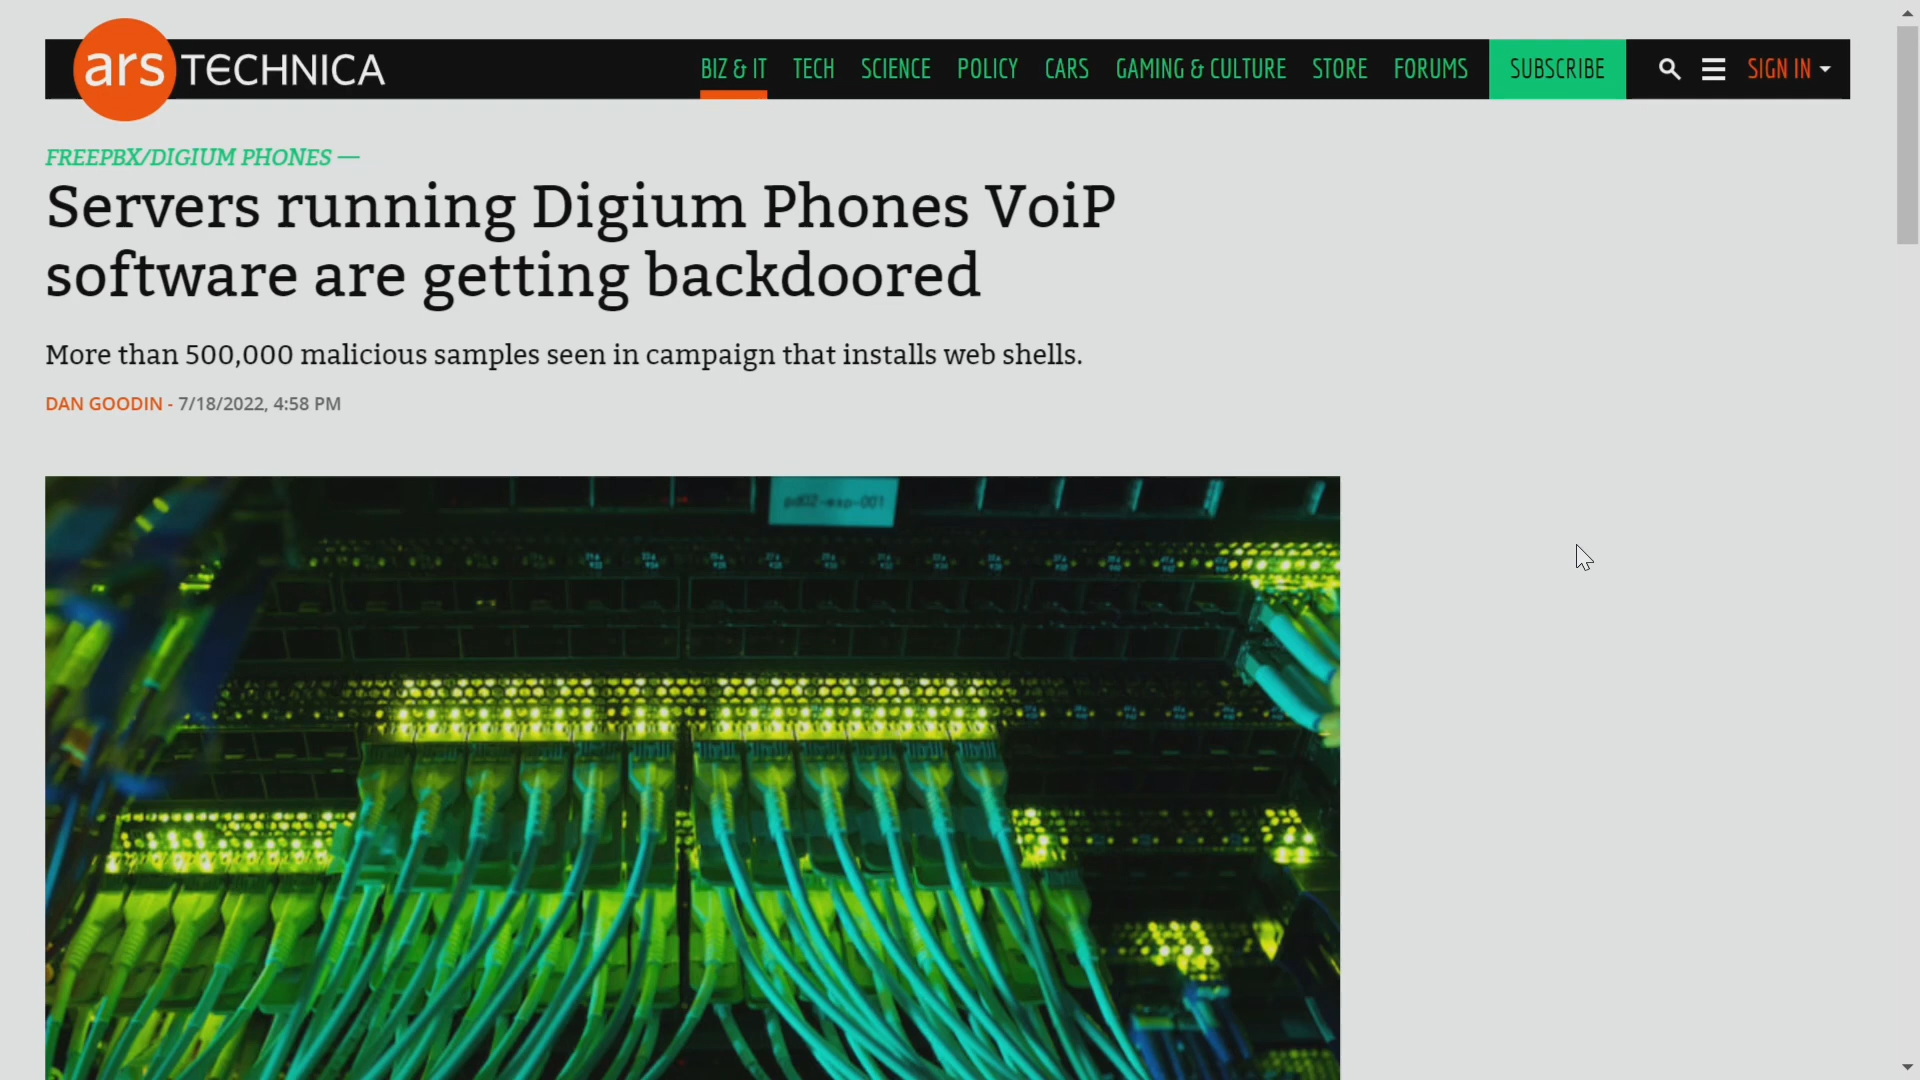 ars TECHNICA
BIZ & IT TECH SCIENCE POLICY CARS GAMING & CULTURE STORE FORUMS SUBSCRIBE SIGN IN
FREEPBX/DIGIUM PHONES —
Servers running Digium Phones VoiP
software are getting backdoored
More than 500,000 malicious samples seen in campaign that installs web shells.
DAN GOODIN - 7/18/2022, 4:58 PM